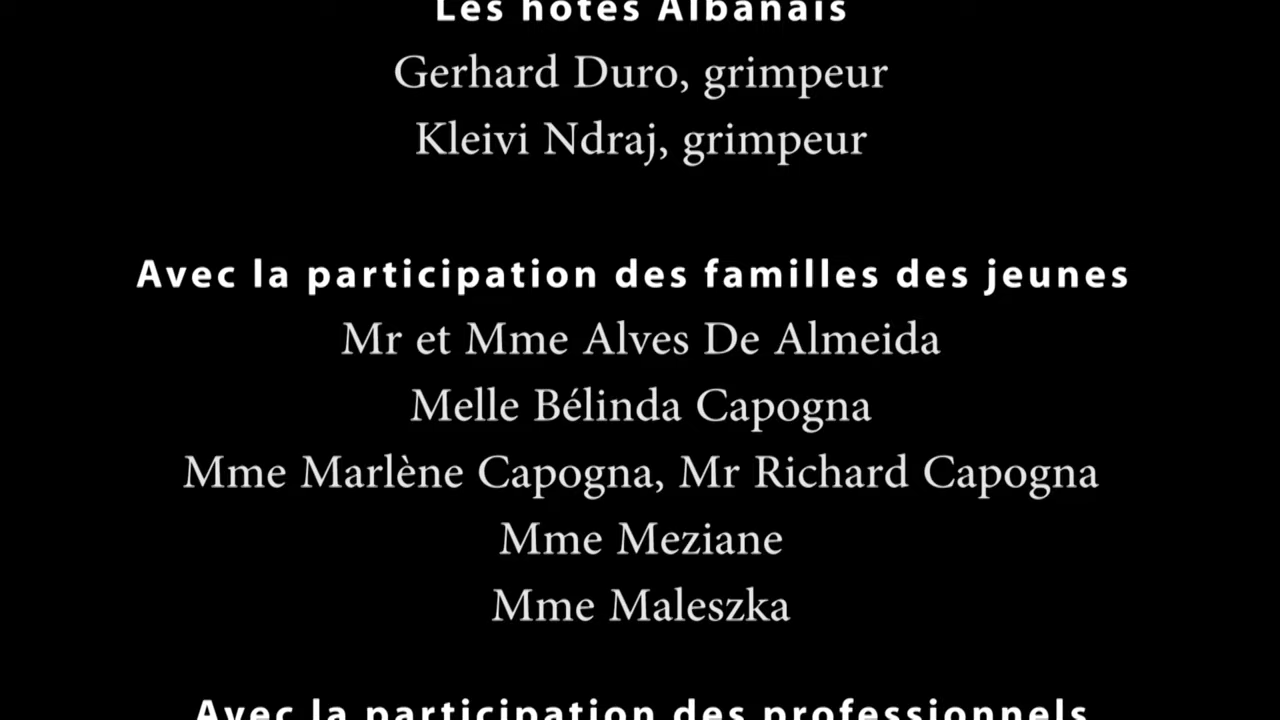 Les hôtes Albanais
Gerhard Duro, grimpeur
Kleivi Ndraj, grimpeur
Avec la participation des familles des jeunes
Mr et Mme Alves De Almeida
Melle Bélinda Capogna
Mme Marlène Capogna, Mr Richard Capogna
Mme Meziane
Mme Maleszka
Avec la participation des professionnels